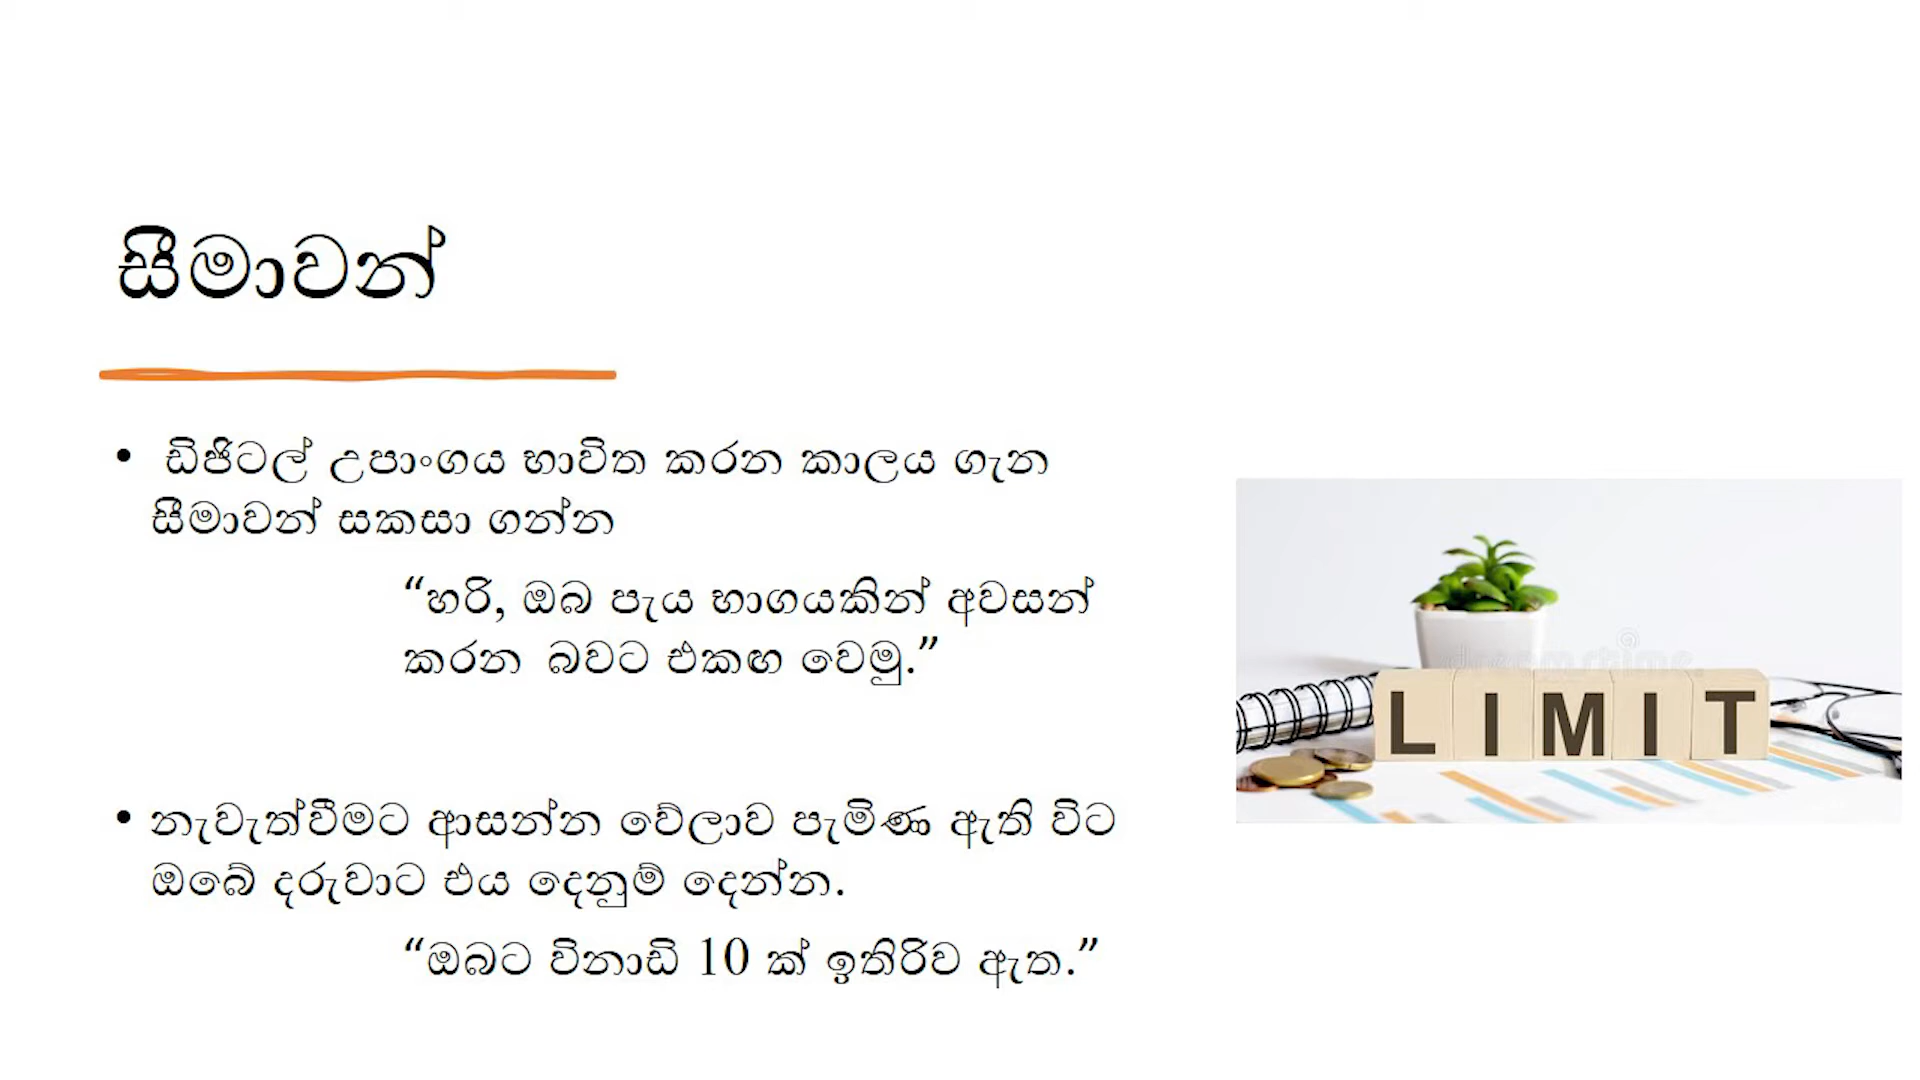 සීමාවන්
• ඩිජිටල් උපාංගය භාවිත කරන කාලය ගැන
සීමාවන් සකසා ගන්න
“හරි, ඔබ පැය භාගයකින් අවසන්
කරන බවට එකඟ වෙමු.”
• නැවැත්වීමට ආසන්න වේලාව පැමිණ ඇති විට
ඔබේ දරුවාට එය දෙනුම් දෙන්න.
“ඔබට විනාඩි 10 ක් ඉතිරිව ඇත.”
dreamstime.
LIMIT